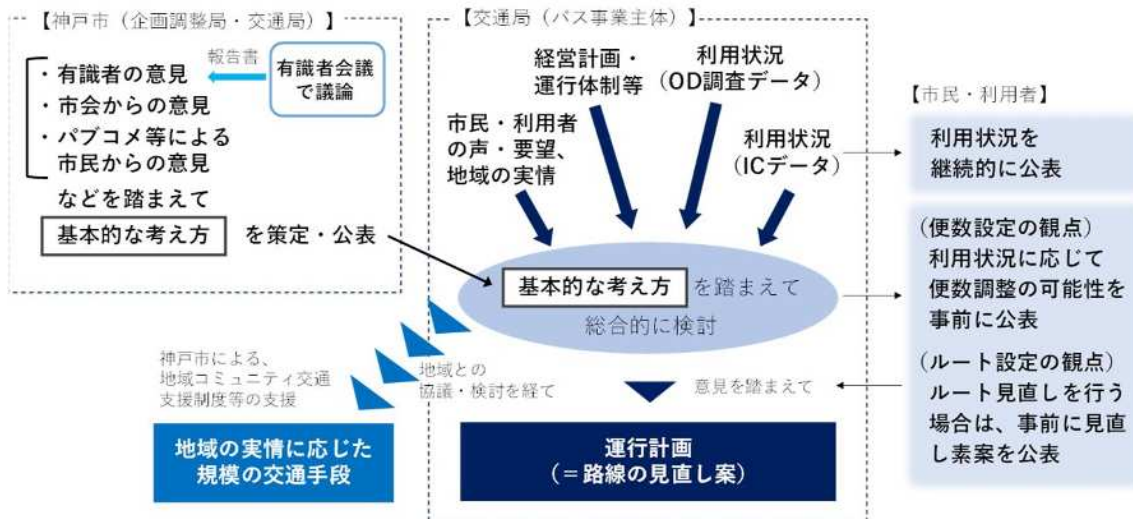 【神戸市（企画調整局・交通局）】
・有識者の意見
・市会からの意見
・パブコメ等による
市民からの意見
報告書
有識者会議
で議論
などを踏まえて
基本的な考え方 を策定・公表
【交通局（バス事業主体）】
市民・利用者
の声・要望、
地域の実情
経営計画・
運行体制等
利用状況
（OD調査データ）
利用状況
（ICデータ）
基本的な考え方 を踏まえて
総合的に検討
意見を踏まえて
運行計画
（＝路線の見直し案）
神戸市による、
地域コミュニティ交通
支援制度等の支援
地域との
協議・検討を経て
地域の実情に応じた
規模の交通手段
【市民・利用者】
利用状況を
継続的に公表
（便数設定の観点）
利用状況に応じて
便数調整の可能性を
事前に公表
（ルート設定の観点）
ルート見直しを行う
場合は、事前に見直
し素案を公表